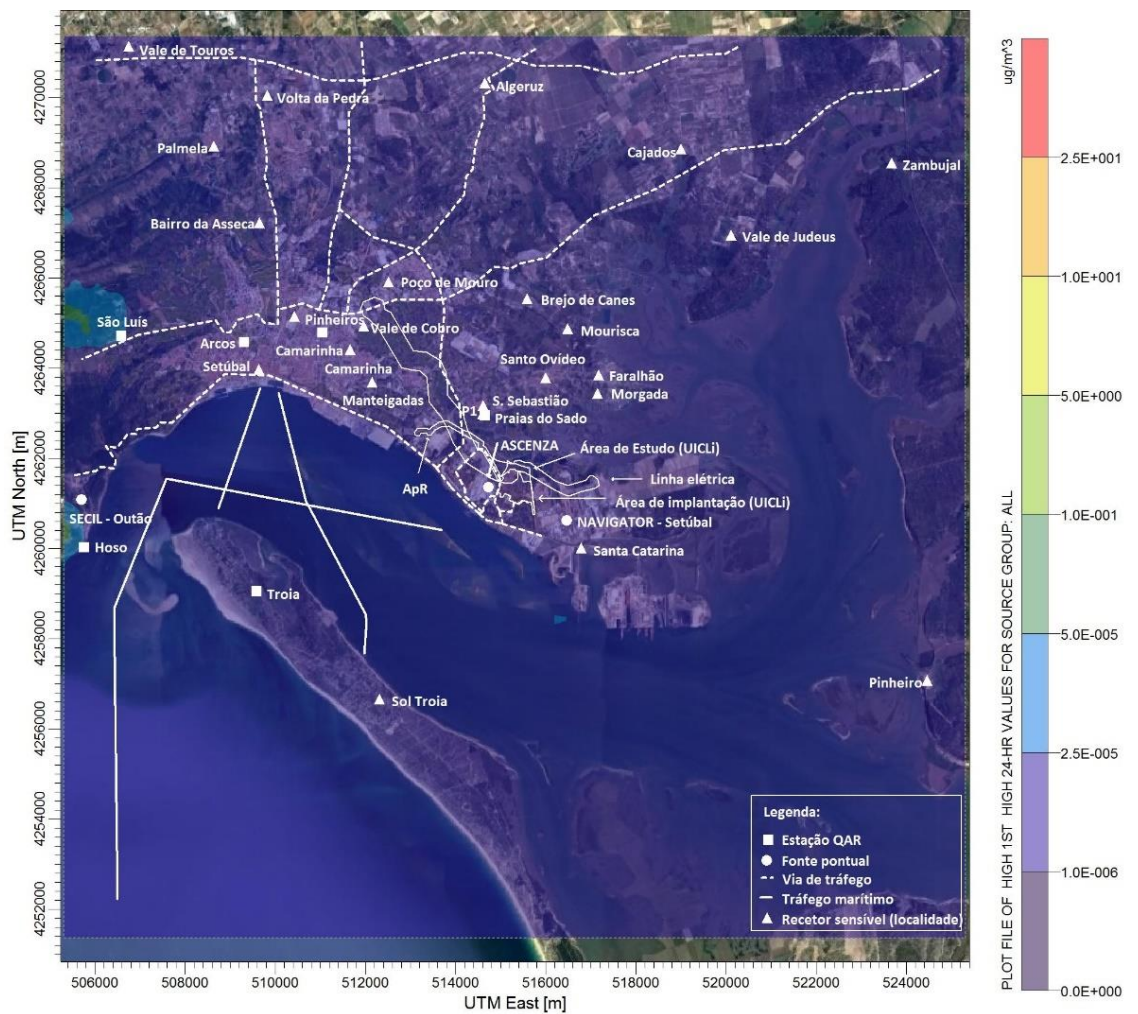 Vale de Touros
Volta da Pedra
Algeruz
Palmela
Cajados
Zambujal
Bairro da Asseca
Vale de Judeus
Poço de Mouro
Brejo de Canes
São Luís
Pinheiros
Vale de Cobro
Mourisca
Arcos
Camarinha
Santo Ovídeo
Setúbal
Camarinha
Faralhão
Manteigadas
Morgada
S. Sebastião
P1
Praias do Sado
ASCENZA
Área de Estudo (UICLi)
Linha elétrica
ApR
Área de implantação (UICLi)
SECIL - Outão
NAVIGATOR - Setúbal
Hoso
Santa Catarina
Troia
Pinheiro
Sol Troia
Legenda:
Estação QAR
Fonte pontual
Via de tráfego
Tráfego marítimo
Recetor sensível (localidade)
UTM North [m]
4270000
4268000
4266000
4264000
4262000
4260000
4258000
4256000
4254000
4252000
506000 508000 510000 512000 514000 516000 518000 520000 522000 524000
UTM East [m]
ug/m^3
PLOT FILE OF HIGH 1ST HIGH 24-HR VALUES FOR SOURCE GROUP: ALL
2.5E+001
1.0E+001
5.0E+000
1.0E-001
5.0E-005
2.5E-005
1.0E-006
0.0E+000